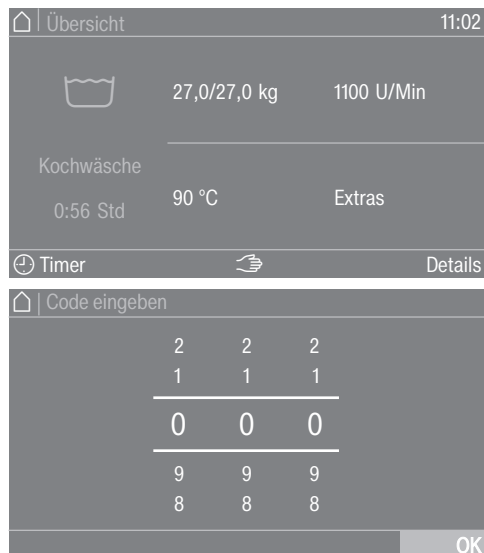 Übersicht 11:02
27,0/27,0 kg 1100 U/Min
Kochwäsche
0:56 Std
90 °C Extras
Timer Details
Code eingeben
2 2 2
1 1 1
0 0 0
9 9 9
8 8 8
OK